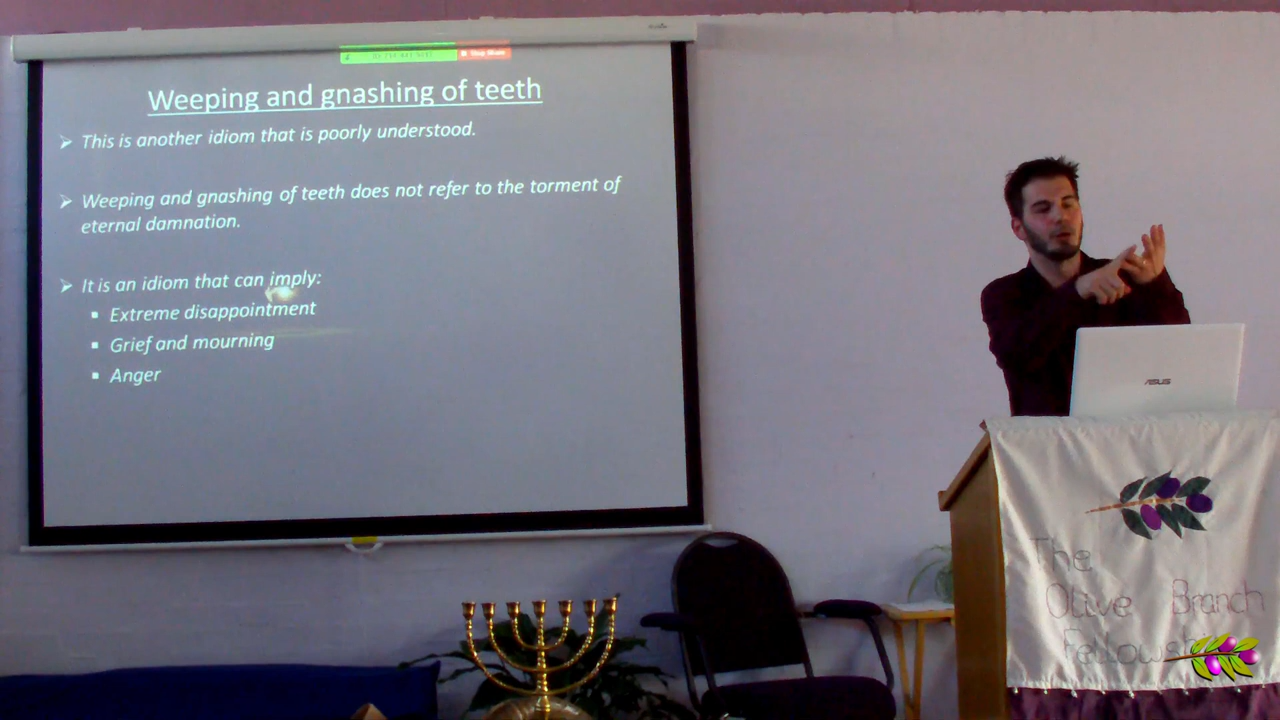 Stop Share
Weeping and gnashing of teeth
This is another idiom that is poorly understood.
Weeping and gnashing of teeth does not refer to the torment of
eternal damnation.
It is an idiom that can imply:
Extreme disappointment
Grief and mourning
Anger
ASUS
The
Olive Branch